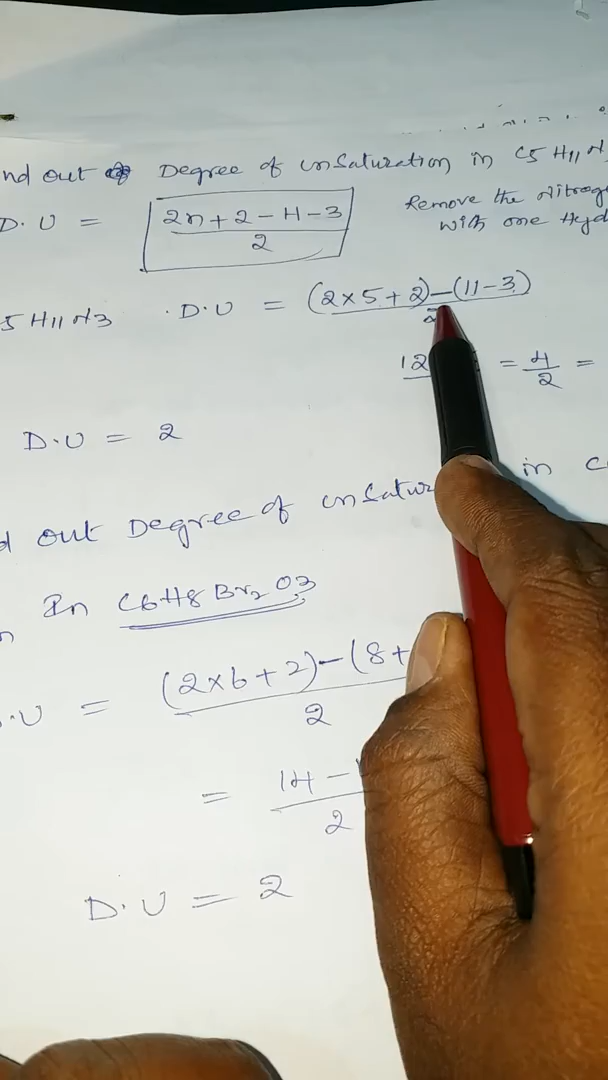 nd out Degree of unsaturation in C5 H11 N
D.U = 2n+2-H-3
2
Remove the nitrog
with one Hyd
5 H11 N3 D.U = (2×5+2)-(11-3)
2
12 = 4/2 =
D.U = 2
d out Degree of unsatur in C
In C6H8 Br2 O3
.U = (2×6+2)-(8+
2
= 14-
2
D.U = 2